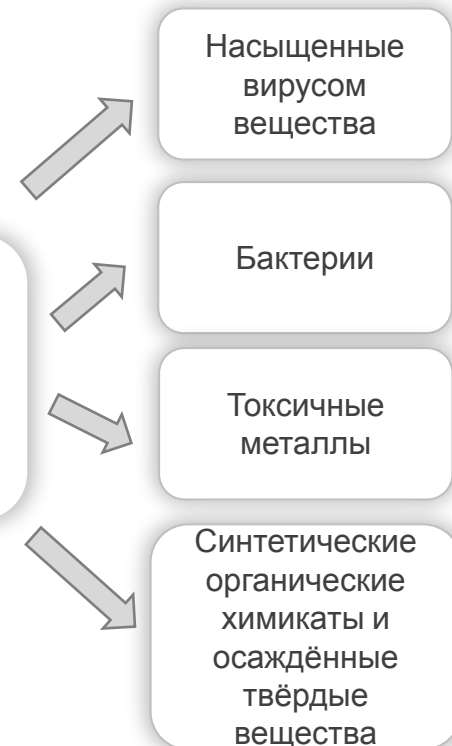 Насыщенные
вирусом
вещества
Бактерии
Токсичные
металлы
Синтетические
органические
химикаты и
осаждённые
твёрдые
вещества